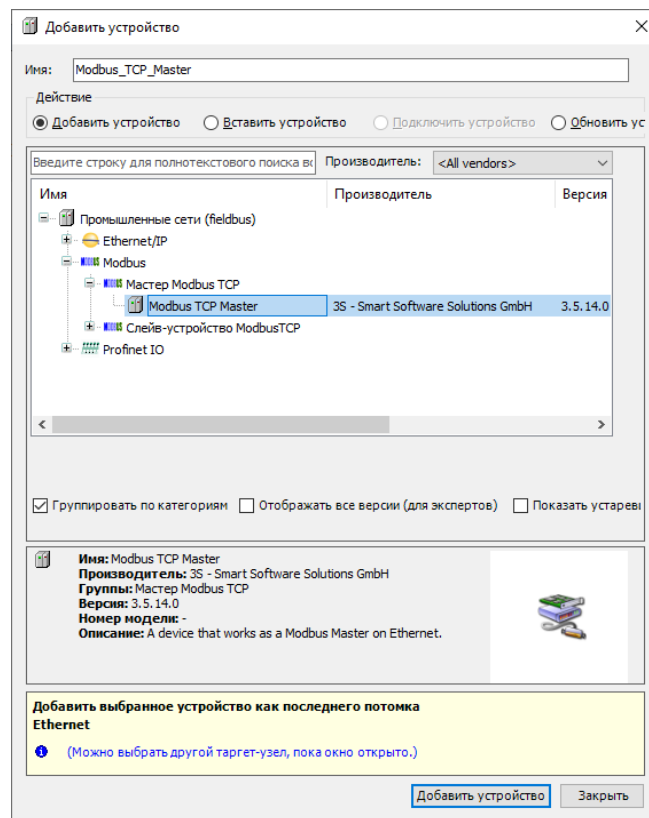 Добавить устройство
Имя: Modbus_TCP_Master
Действие
Добавить устройство Вставить устройство Подключить устройство Обновить ус
Введите строку для полнотекстового поиска во Производитель: <All vendors>
Имя Производитель Версия
Промышленные сети (fieldbus)
Ethernet/IP
Modbus
Мастер Modbus TCP
Modbus TCP Master 3S - Smart Software Solutions GmbH 3.5.14.0
Слейв-устройство ModbusTCP
Profinet IO
Группировать по категориям Отображать все версии (для экспертов) Показать устареви
Имя: Modbus TCP Master
Производитель: 3S - Smart Software Solutions GmbH
Группы: Мастер Modbus TCP
Версия: 3.5.14.0
Номер модели: -
Описание: A device that works as a Modbus Master on Ethernet.
Добавить выбранное устройство как последнего потомка
Ethernet
(Можно выбрать другой таргет-узел, пока окно открыто.)
Добавить устройство Закрыть